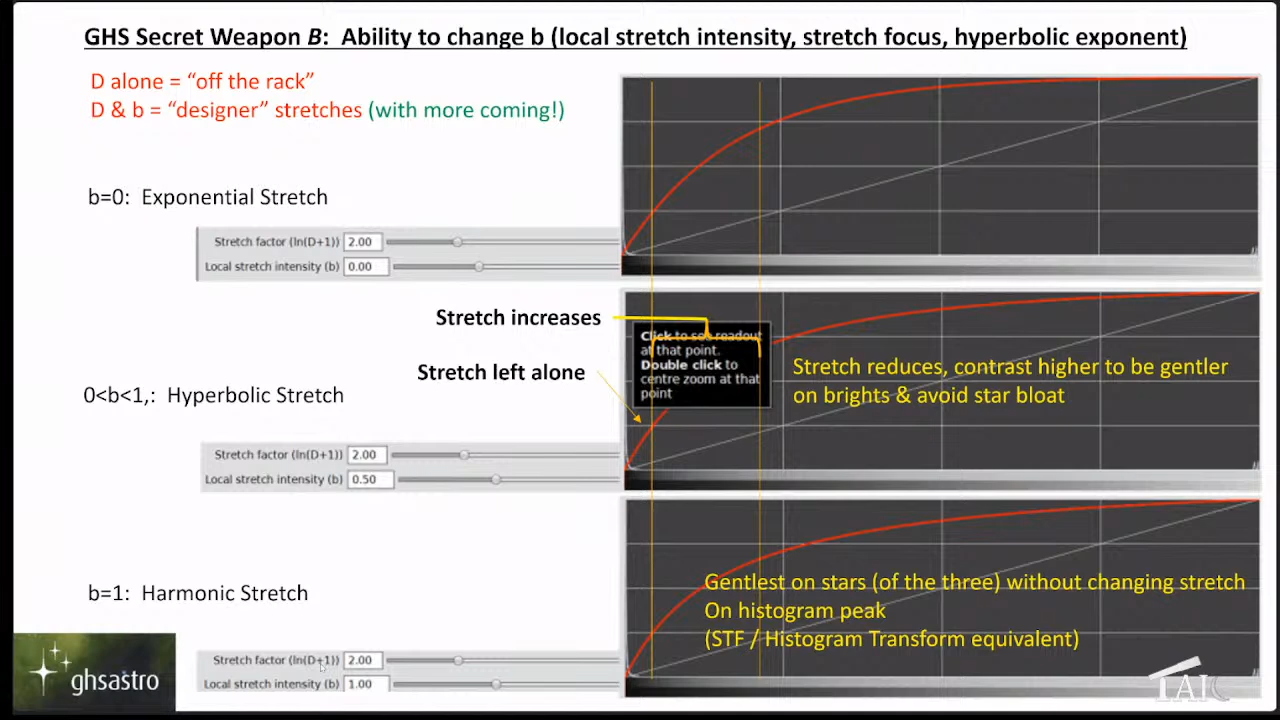 GHS Secret Weapon B: Ability to change b (local stretch intensity, stretch focus, hyperbolic exponent)
D alone = “off the rack”
D & b = “designer” stretches (with more coming!)
b=0: Exponential Stretch
Stretch factor (ln(D+1)) 2.00
Local stretch intensity (b) 0.00
Stretch increases
Click to see readout
at that point.
Double click to
centre zoom at that
point
Stretch left alone
Stretch reduces, contrast higher to be gentler
on brights & avoid star bloat
0<b<1,: Hyperbolic Stretch
Stretch factor (ln(D+1)) 2.00
Local stretch intensity (b) 0.50
Gentlest on stars (of the three) without changing stretch
On histogram peak
(STF / Histogram Transform equivalent)
b=1: Harmonic Stretch
Stretch factor (ln(D+1)) 2.00
Local stretch intensity (b) 1.00
ghsastro
TAIC